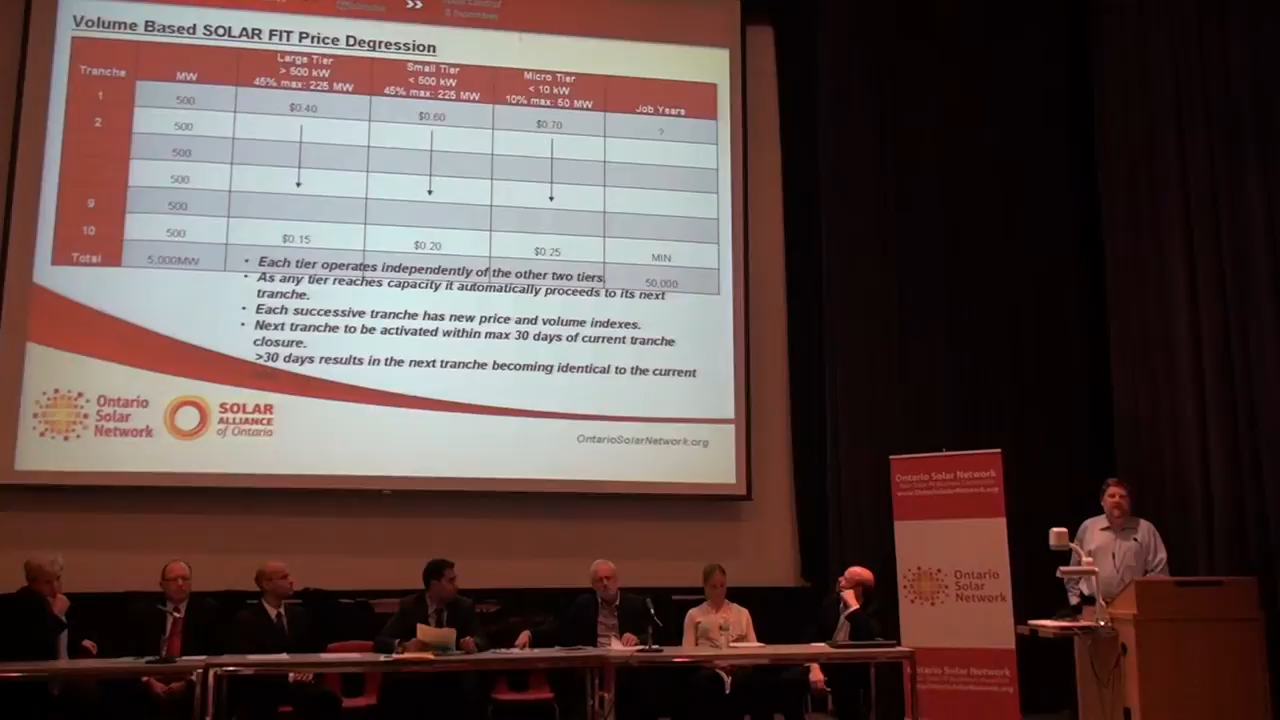 Volume Based SOLAR FIT Price Degression
Tranche MW Large Tier > 500 kW 45% max: 225 MW Small Tier < 500 kW 45% max: 225 MW Micro Tier < 10 kW 10% max: 50 MW Job Years
1 500 $0.40 $0.60 $0.70 ?
2 500
500
500
9 500
10 500 $0.15 $0.20 $0.25 MIN
Total 5,000MW 50,000
• Each tier operates independently of the other two tiers.
• As any tier reaches capacity it automatically proceeds to its next
tranche.
• Each successive tranche has new price and volume indexes.
• Next tranche to be activated within max 30 days of current tranche
closure.
>30 days results in the next tranche becoming identical to the current
Ontario
Solar
Network
SOLAR
ALLIANCE
of Ontario
OntarioSolarNetwork.org
Ontario Solar Network
www.OntarioSolarNetwork.org
Ontario
Solar
Network
Ontario Solar Network